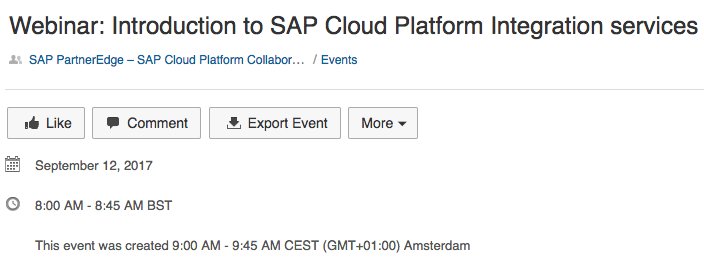 Webinar: Introduction to SAP Cloud Platform Integration services
SAP PartnerEdge – SAP Cloud Platform Collabor… / Events
Like Comment Export Event More
September 12, 2017
8:00 AM - 8:45 AM BST
This event was created 9:00 AM - 9:45 AM CEST (GMT+01:00) Amsterdam